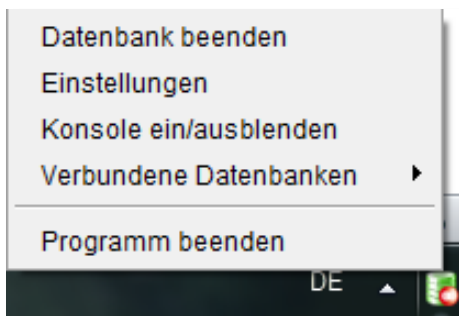 Datenbank beenden
Einstellungen
Konsole ein/ausblenden
Verbundene Datenbanken
Programm beenden
DE